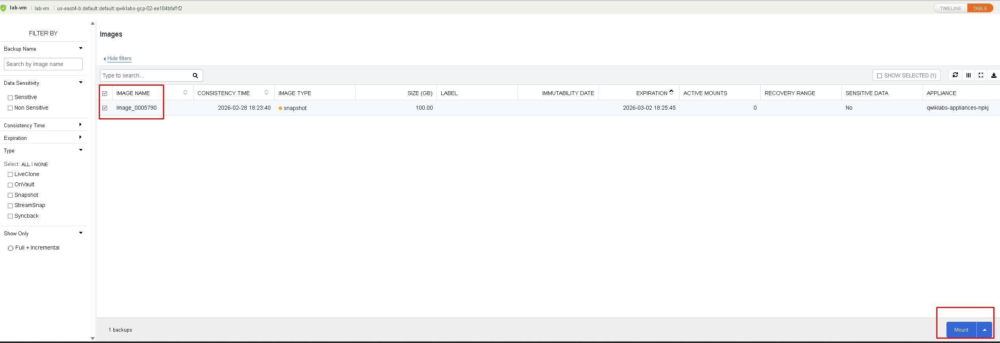 lab-vm | lab-vm | us-east4-b:default:default:qwiklabs-gcp-02-ee184bfaf1f2
TIMELINE TABLE
FILTER BY
Backup Name
Search by image name
Data Sensitivity
Sensitive
Non Sensitive
Consistency Time
Expiration
Type
Select: ALL | NONE
LiveClone
OnVault
Snapshot
StreamSnap
Syncback
Show Only
Full + Incremental
Images
Hide filters
Type to search...
SHOW SELECTED (1)
IMAGE NAME CONSISTENCY TIME IMAGE TYPE SIZE (GB) LABEL IMMUTABILITY DATE EXPIRATION ACTIVE MOUNTS RECOVERY RANGE SENSITIVE DATA APPLIANCE
Image_0005790 2026-02-28 18:23:40 snapshot 100.00 2026-03-02 18:25:45 0 No qwiklabs-appliances-npkj
1 backups
Mount